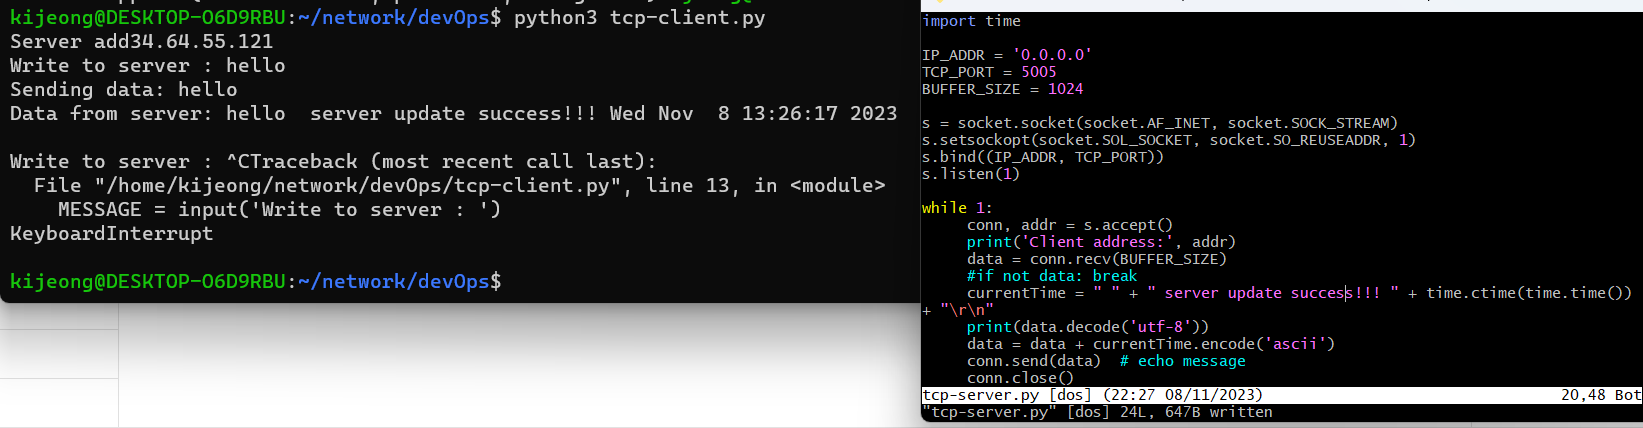 kijeong@DESKTOP-O6D9RBU:~/network/devOps$ python3 tcp-client.py
Server add34.64.55.121
Write to server : hello
Sending data: hello
Data from server: hello  server update success!!! Wed Nov  8 13:26:17 2023
Write to server : ^CTraceback (most recent call last):
  File "/home/kijeong/network/devOps/tcp-client.py", line 13, in <module>
    MESSAGE = input('Write to server : ')
KeyboardInterrupt
kijeong@DESKTOP-O6D9RBU:~/network/devOps$
import time
IP_ADDR = '0.0.0.0'
TCP_PORT = 5005
BUFFER_SIZE = 1024
s = socket.socket(socket.AF_INET, socket.SOCK_STREAM)
s.setsockopt(socket.SOL_SOCKET, socket.SO_REUSEADDR, 1)
s.bind((IP_ADDR, TCP_PORT))
s.listen(1)
while 1:
     conn, addr = s.accept()
     print('Client address:', addr)
     data = conn.recv(BUFFER_SIZE)
     #if not data: break
     currentTime = " " + " server update success!!! " + time.ctime(time.time())
+ "\r\n"
     print(data.decode('utf-8'))
     data = data + currentTime.encode('ascii')
     conn.send(data)  # echo message
     conn.close()
tcp-server.py [dos] (22:27 08/11/2023) 20,48 Bot
"tcp-server.py" [dos] 24L, 647B written